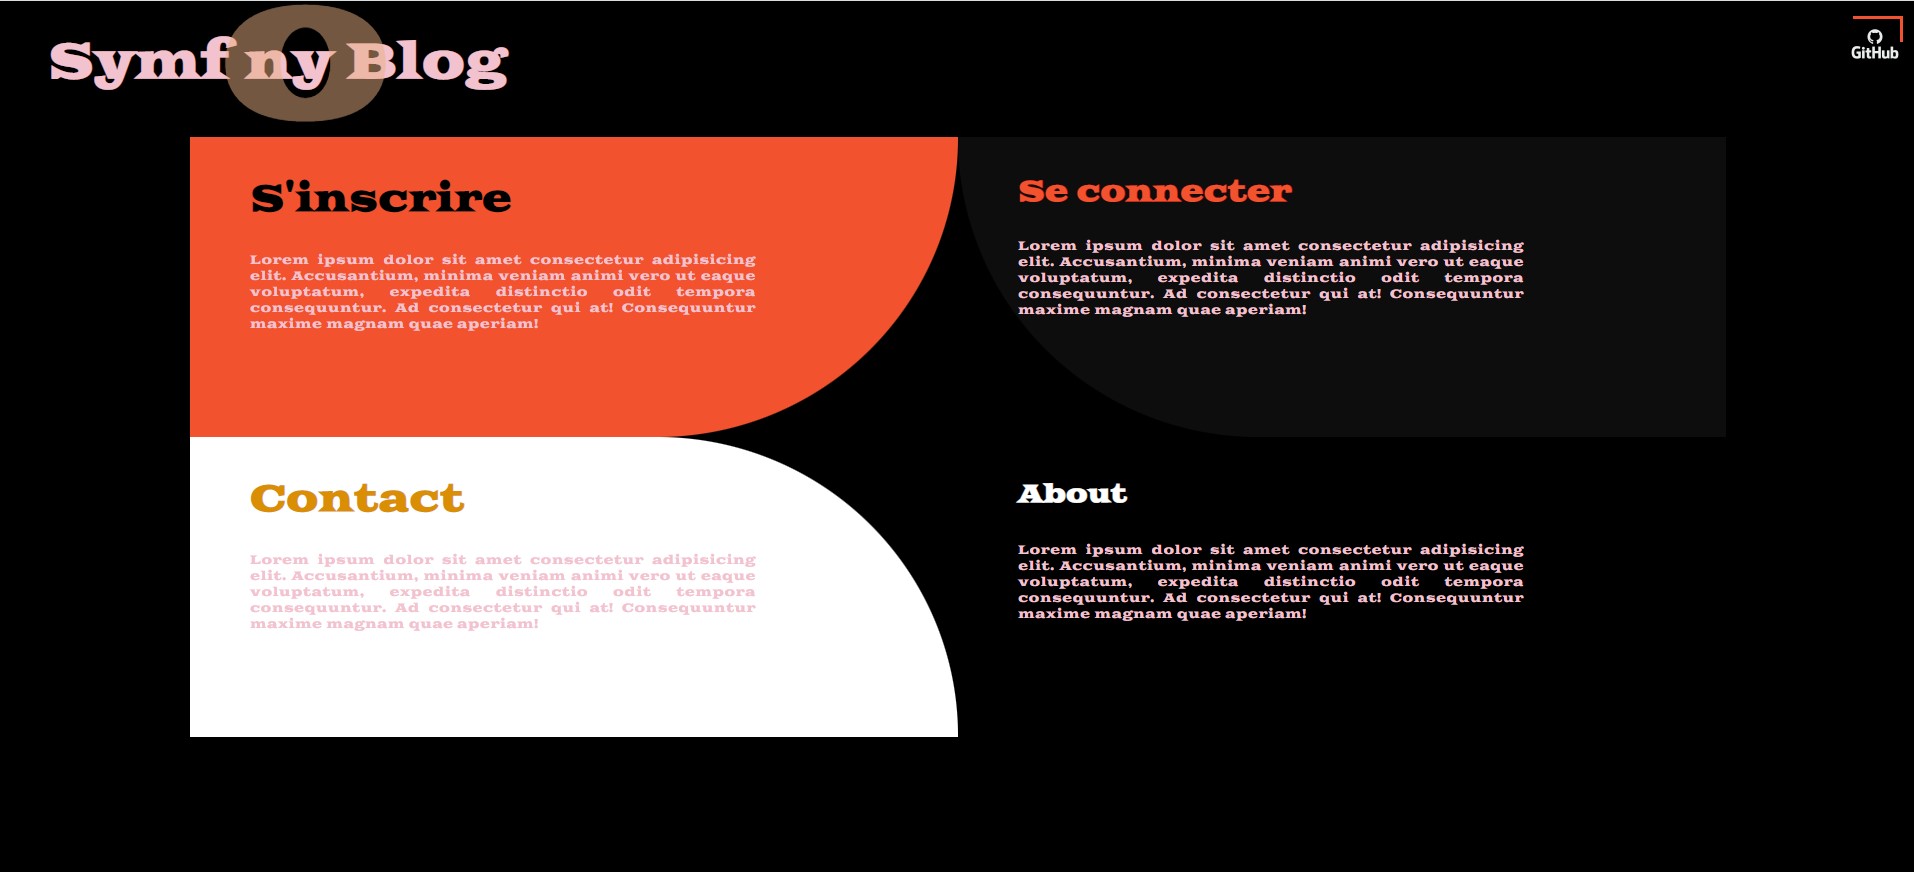 Symfony Blog
GitHub
S'inscrire
Lorem ipsum dolor sit amet consectetur adipisicing
elit. Accusantium, minima veniam animi vero ut eaque
voluptatum, expedita distinctio odit tempora
consequuntur. Ad consectetur qui at! Consequuntur
maxime magnam quae aperiam!
Se connecter
Lorem ipsum dolor sit amet consectetur adipisicing
elit. Accusantium, minima veniam animi vero ut eaque
voluptatum, expedita distinctio odit tempora
consequuntur. Ad consectetur qui at! Consequuntur
maxime magnam quae aperiam!
Contact
Lorem ipsum dolor sit amet consectetur adipisicing
elit. Accusantium, minima veniam animi vero ut eaque
voluptatum, expedita distinctio odit tempora
consequuntur. Ad consectetur qui at! Consequuntur
maxime magnam quae aperiam!
About
Lorem ipsum dolor sit amet consectetur adipisicing
elit. Accusantium, minima veniam animi vero ut eaque
voluptatum, expedita distinctio odit tempora
consequuntur. Ad consectetur qui at! Consequuntur
maxime magnam quae aperiam!